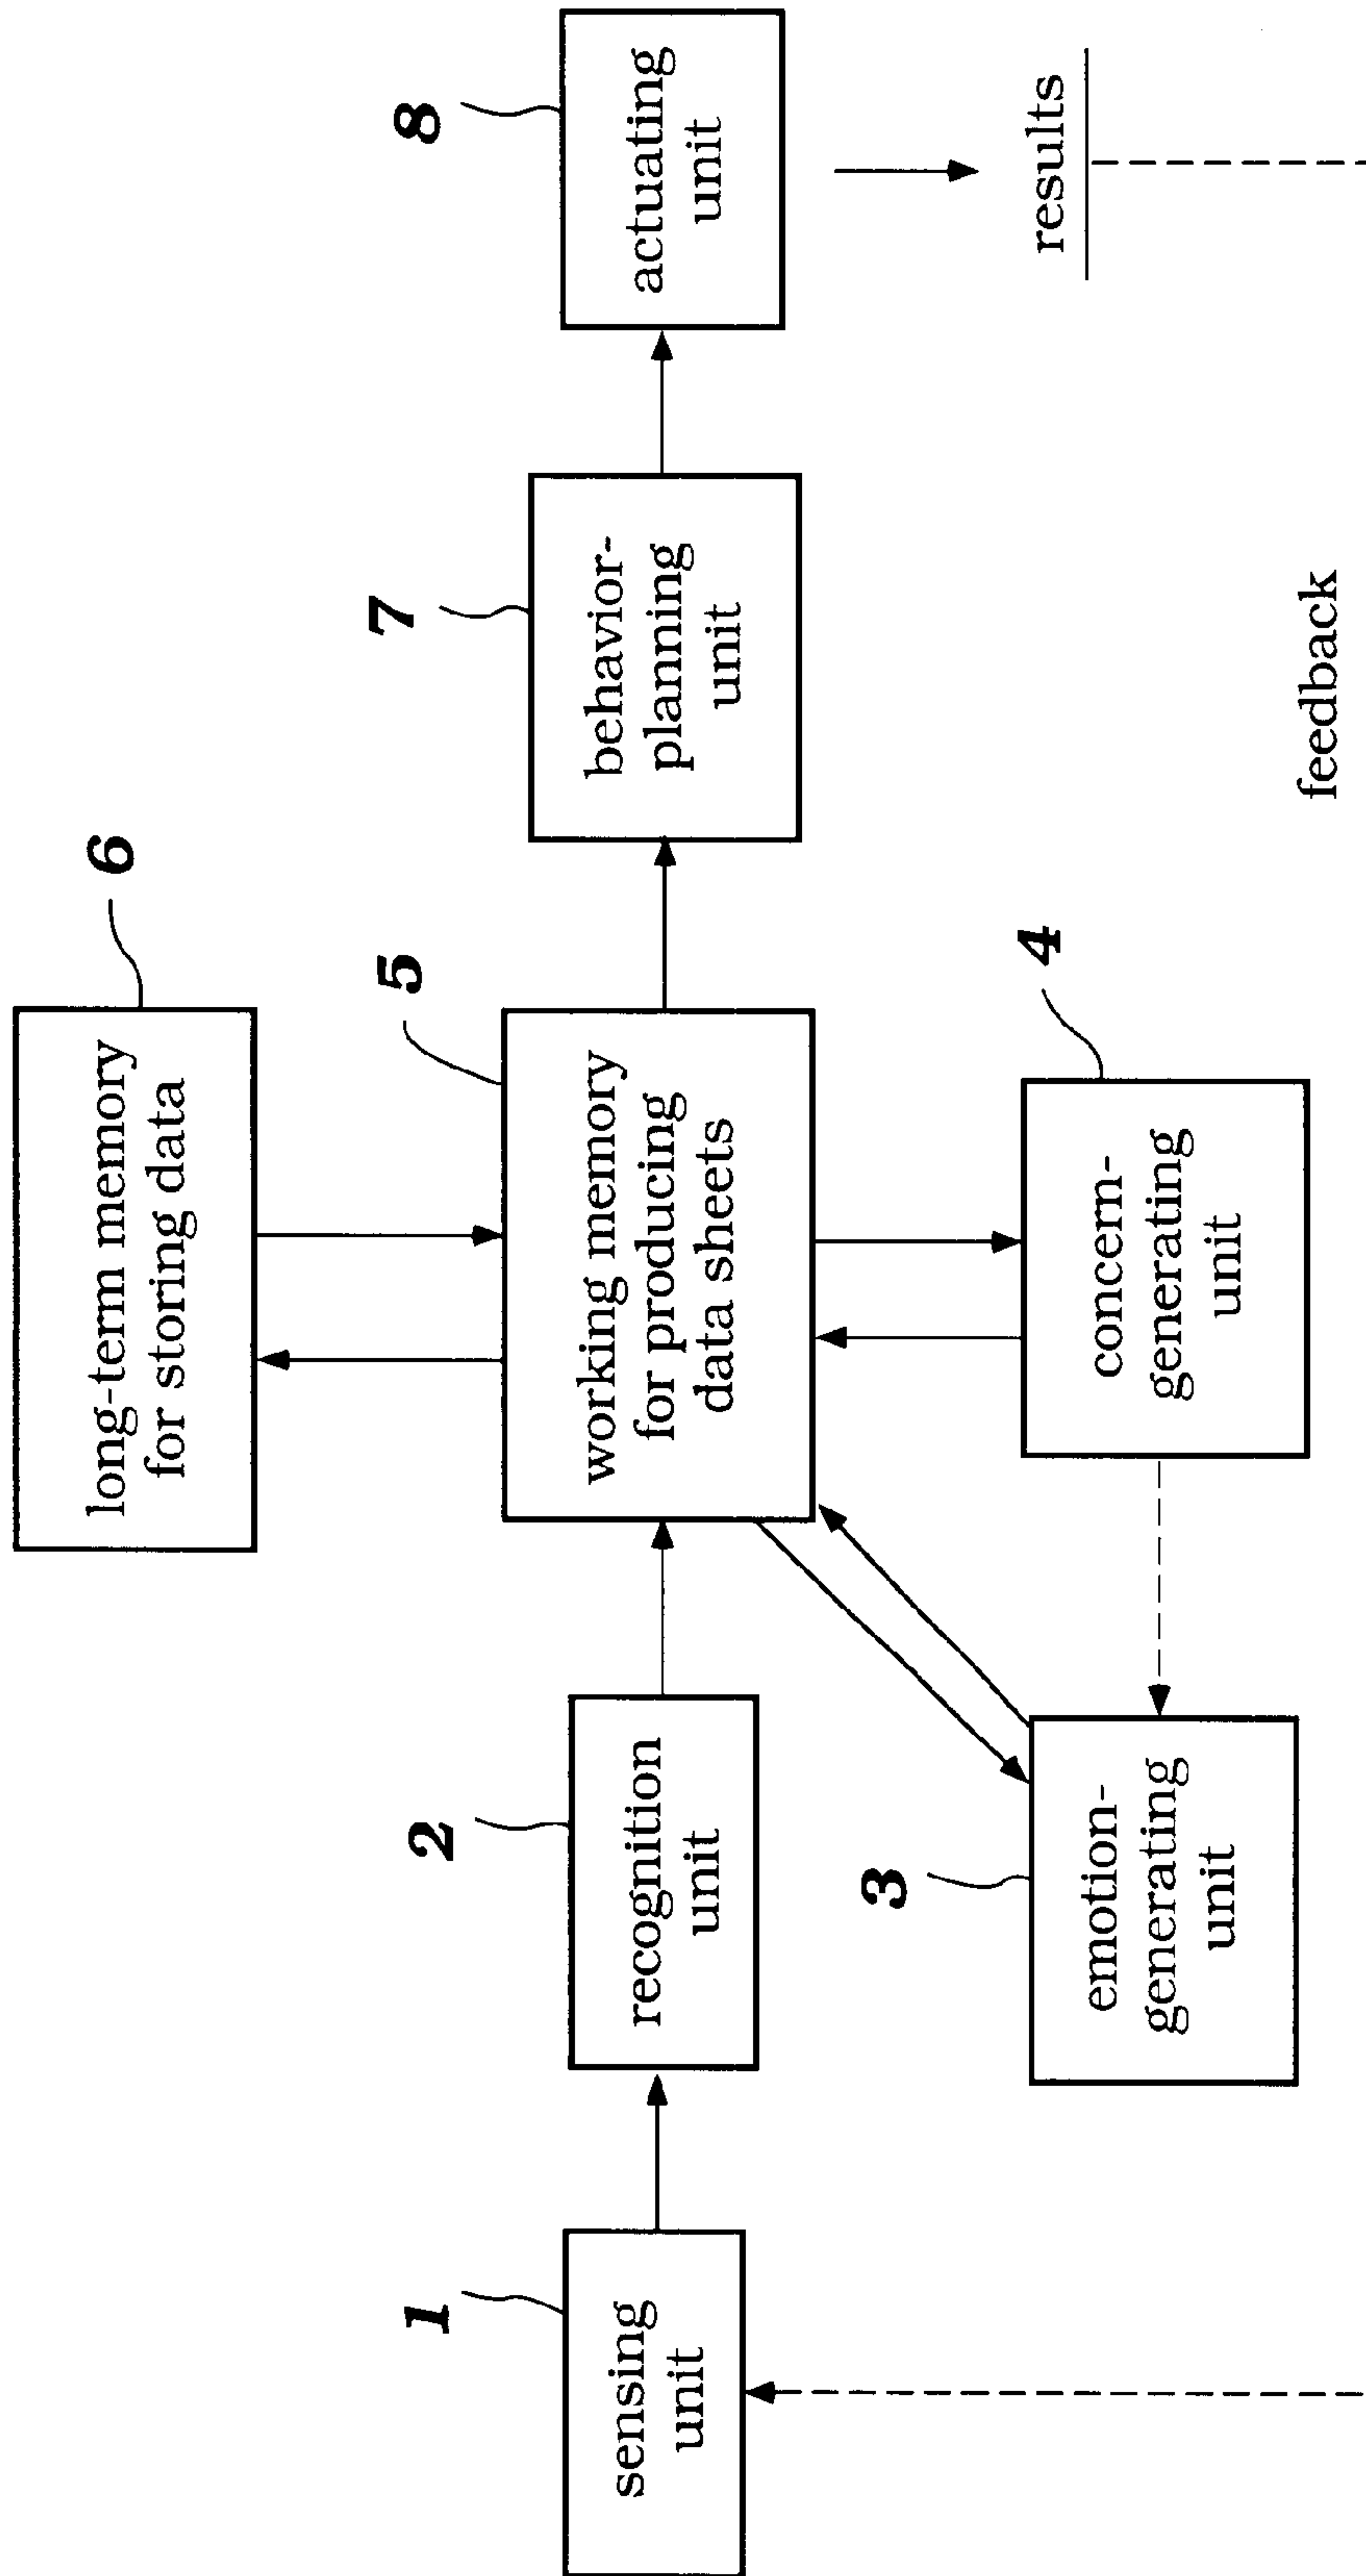 6
long-term memory
for storing data
1
sensing
unit
2
recognition
unit
5
working memory
for producing
data sheets
7
behavior-
planning
unit
8
actuating
unit
3
emotion-
generating
unit
4
concern-
generating
unit
results
feedback